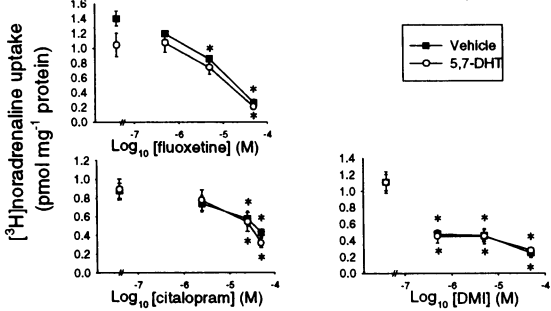 [³H]noradrenaline uptake
(pmol mg⁻¹ protein)
1.6
1.4
1.2
1.0
0.8
0.6
0.4
0.2
0.0
* *
* 
-7 -6 -5 -4
Log₁₀ [fluoxetine] (M)
Vehicle
5,7-DHT
1.2
1.0
0.8
0.6
0.4
0.2
0.0
* *
* *
-7 -6 -5 -4
Log₁₀ [citalopram] (M)
1.4
1.2
1.0
0.8
0.6
0.4
0.2
0.0
* *
* * *
-7 -6 -5 -4
Log₁₀ [DMI] (M)